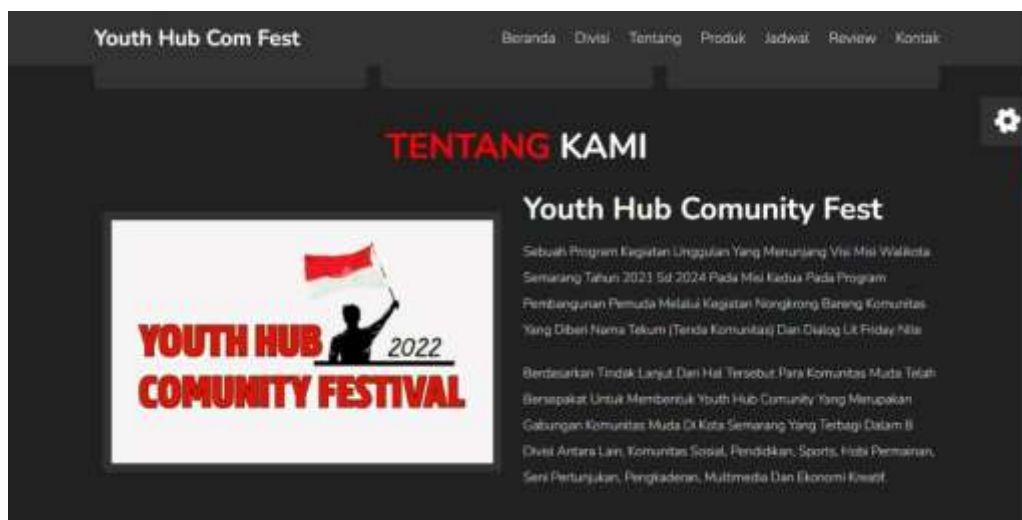 Youth Hub Com Fest
Beranda Divisi Tentang Produk Jadwal Review Kontak
TENTANG KAMI
Youth Hub Comunity Fest
Sebuah Program Kegiatan Unggulan Yang Menunjang Visi Misi Walikota
Semarang Tahun 2021 Sd 2024 Pada Misi Kedua Pada Program
Pembangunan Pemuda Melalui Kegiatan Nongkrong Bareng Komunitas
Yang Diberi Nama Tekum (Tenda Komunitas) Dan Dialog Lit Friday Nite
Berdasarkan Tindak Lanjut Dari Hal Tersebut Para Komunitas Muda Telah
Bersepakat Untuk Membentuk Youth Hub Comunity Yang Merupakan
Gabungan Komunitas Muda Di Kota Semarang Yang Terbagi Dalam 8
Divisi Antara Lain, Komunitas Sosial, Pendidikan, Sports, Hobi Permainan,
Seni Pertunjukan, Pengkaderan, Multimedia Dan Ekonomi Kreatif.
YOUTH HUB 2022
COMUNITY FESTIVAL